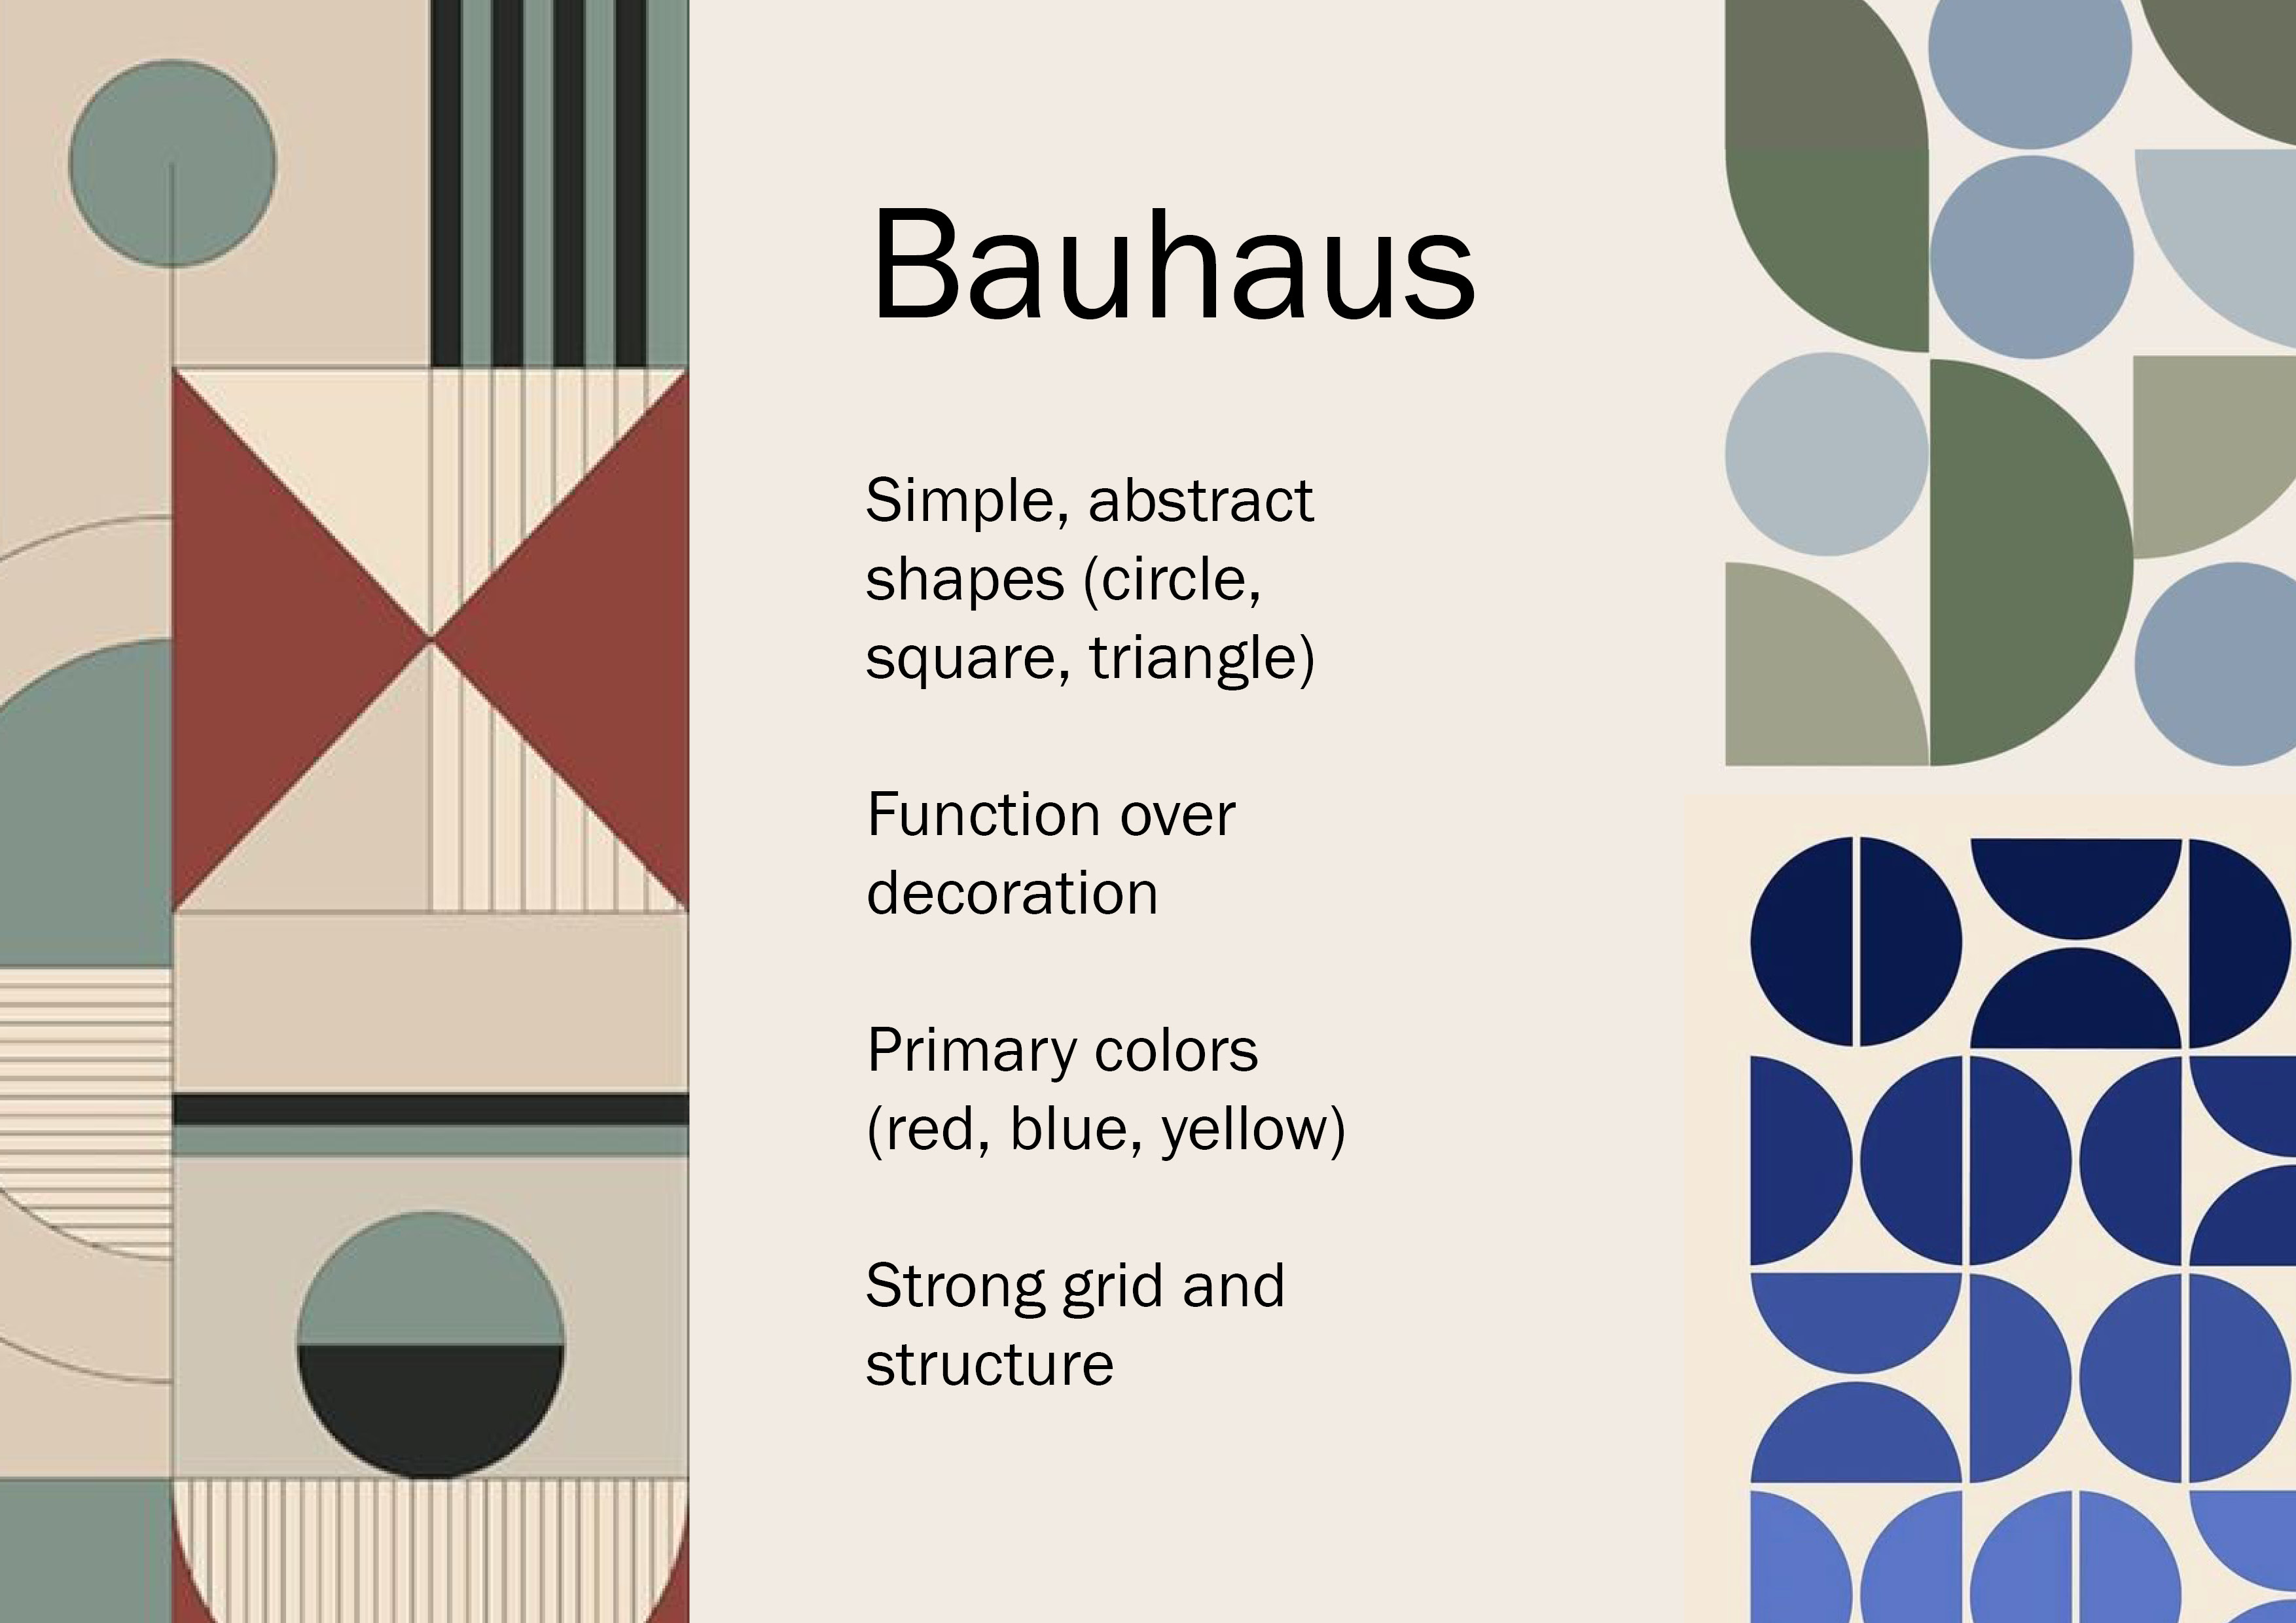 Bauhaus
Simple, abstract
shapes (circle,
square, triangle)
Function over
decoration
Primary colors
(red, blue, yellow)
Strong grid and
structure